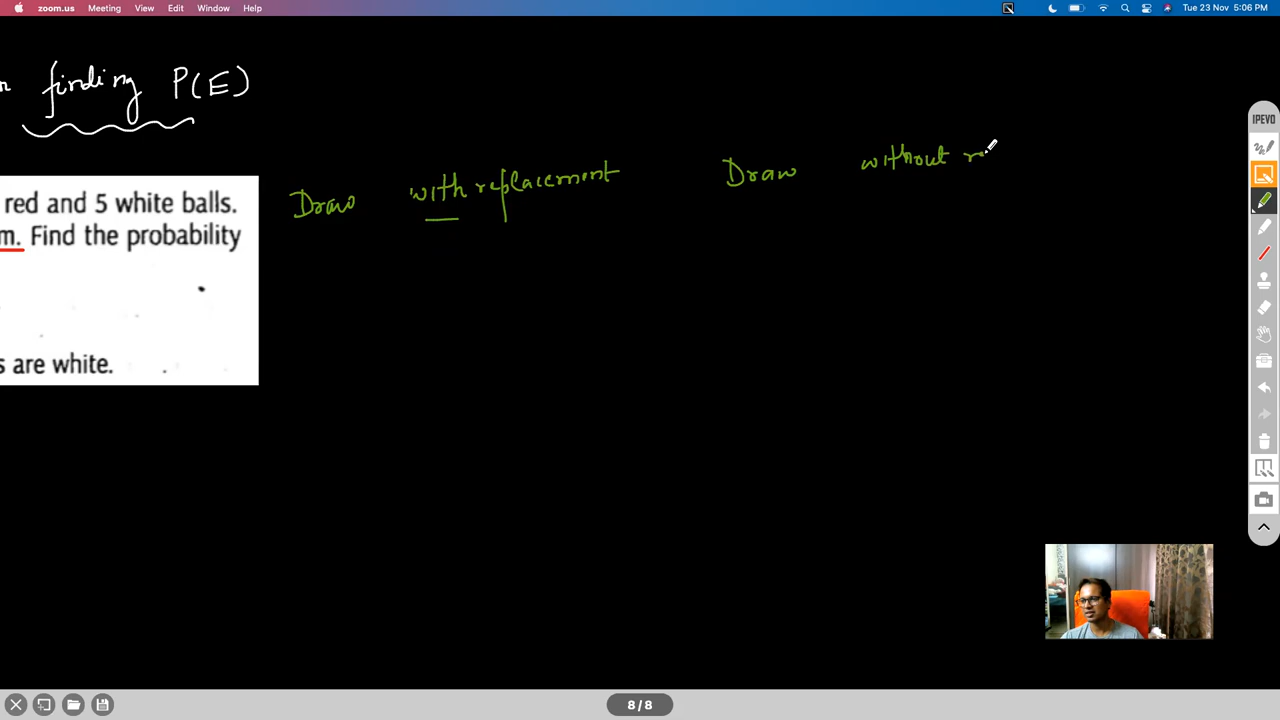 zoom.us Meeting View Edit Window Help Tue 23 Nov 5:06 PM
finding P(E)
IPEVO
Draw with replacement Draw without r
red and 5 white balls.
m. Find the probability
s are white.
8/8